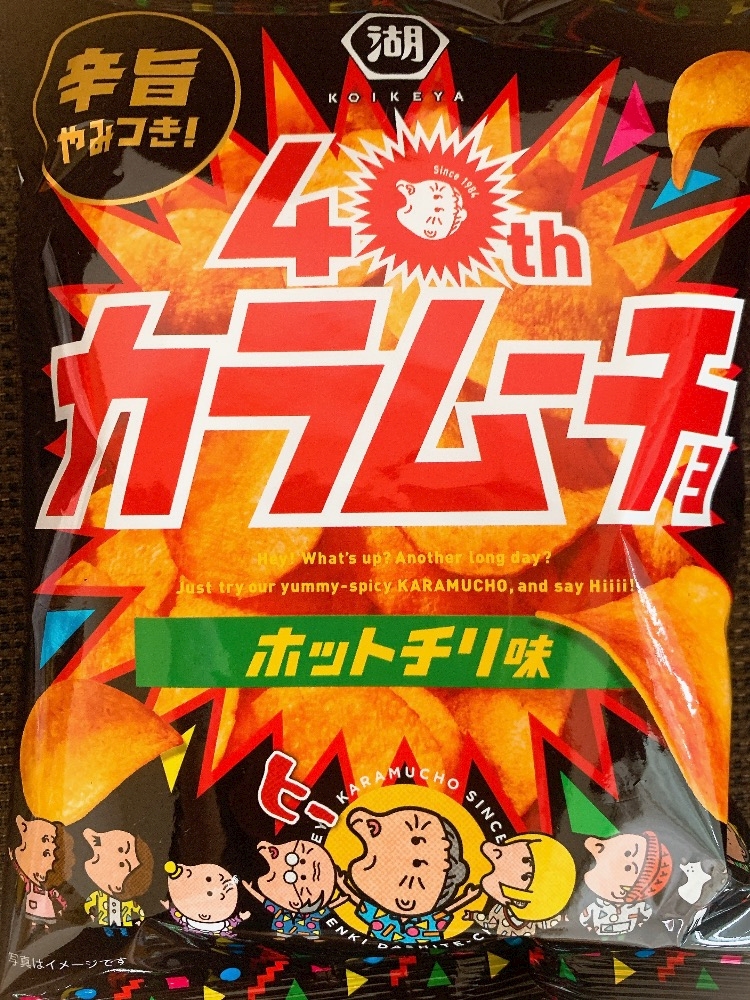 湖
KOIKEYA
辛旨
やみつき!
Since 1984
40th
カラムーチョ
Hey! What's up? Another long day?
Just try our yummy-spicy KARAMUCHO, and say Hiiii!
ホットチリ味
ヒー
KARAMUCHO SINCE
写真はイメージです